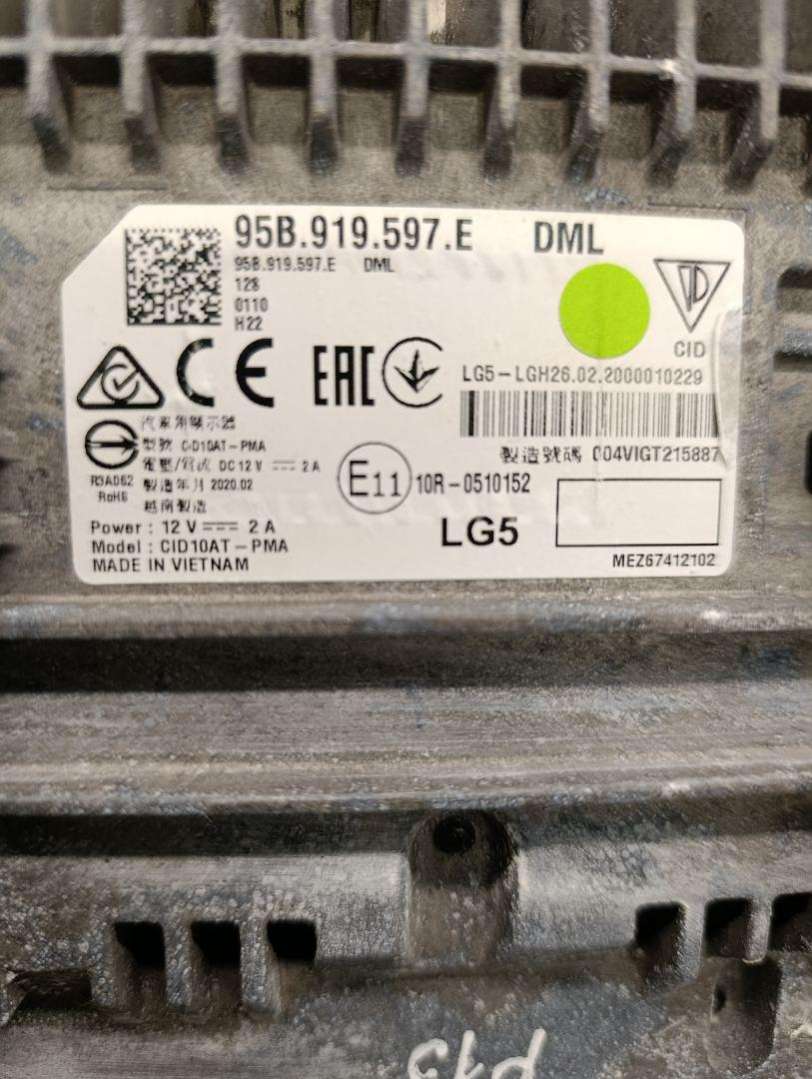 95B.919.597.E DML
95B.919.597.E DML
128
0110
H22
CID
CE
EAC
LG5-LGH26.02.2000010229
汽車用顯示器
型號 CID10AT-PMA
電壓/電流 DC 12 V ⎓ 2 A
R3A062
RoHS
製造年月 2020.02
越南製造
E11 10R-0510152
製造號碼 004VIGT215887
Power : 12 V ⎓ 2 A
Model : CID10AT-PMA
MADE IN VIETNAM
LG5
MEZ67412102
ckd